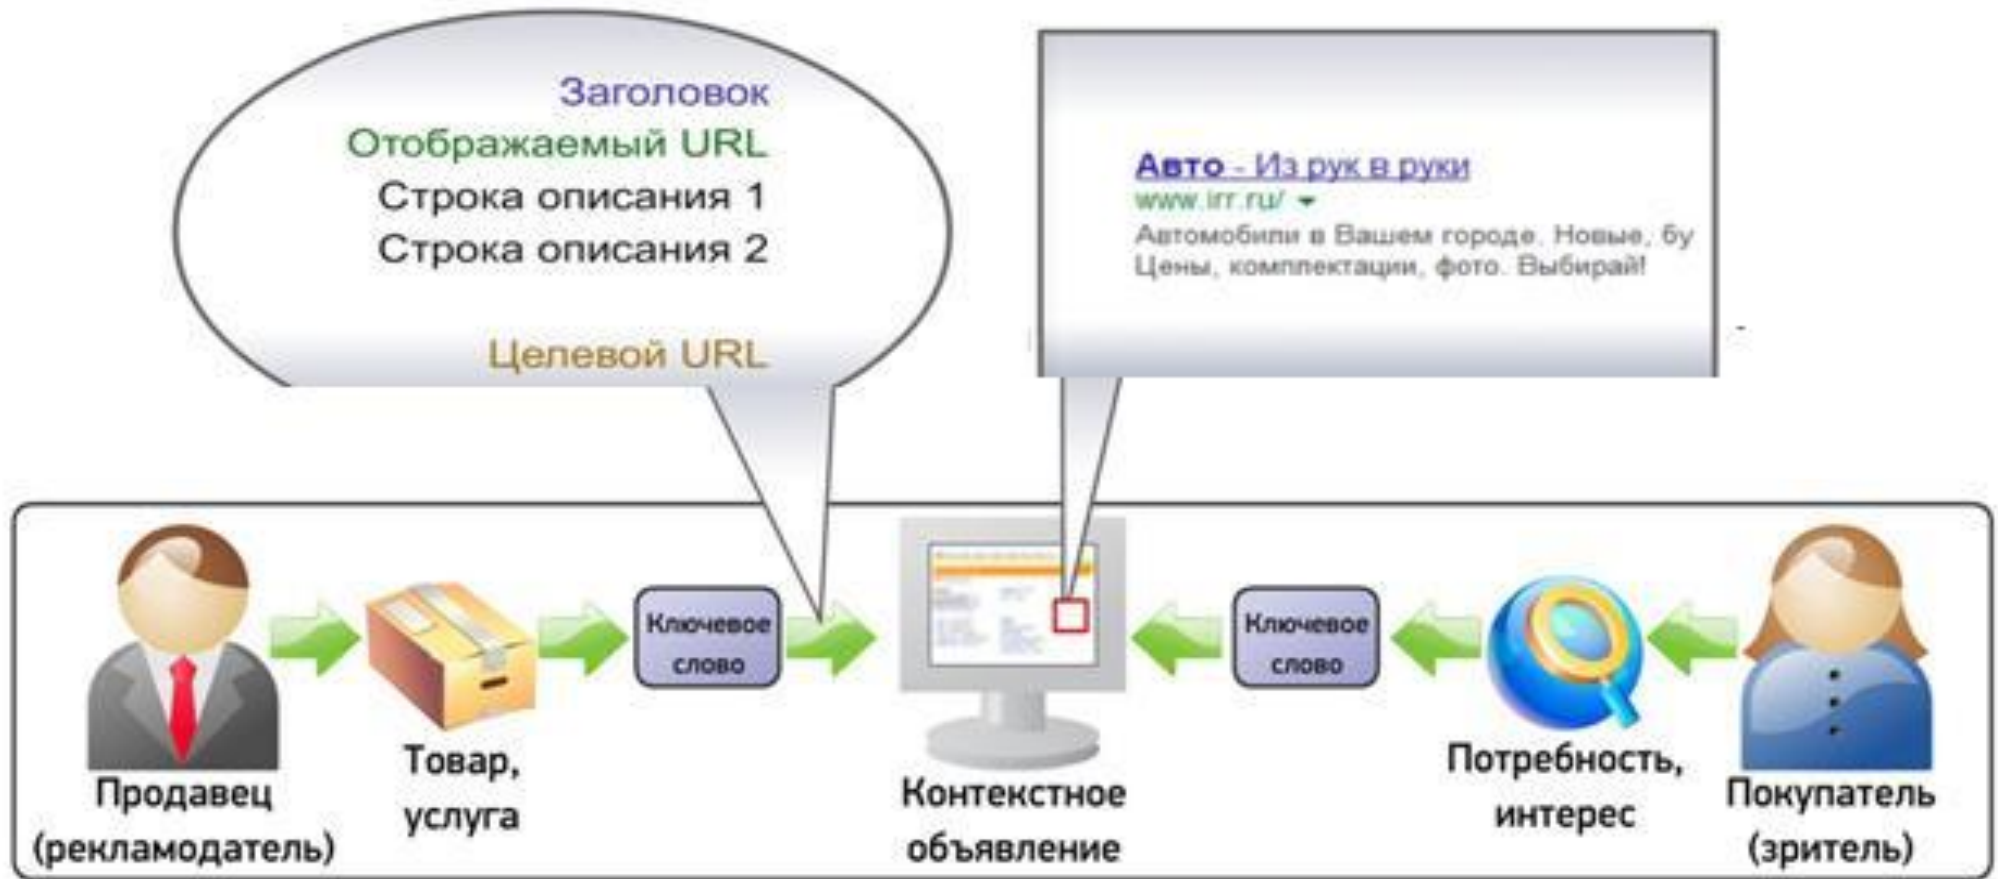 Заголовок
Отображаемый URL
Строка описания 1
Строка описания 2
Целевой URL
Авто - Из рук в руки
www.irr.ru/
Автомобили в Вашем городе. Новые, бу
Цены, комплектации, фото. Выбирай!
Продавец
(рекламодатель)
Товар,
услуга
Ключевое
слово
Контекстное
объявление
Ключевое
слово
Потребность,
интерес
Покупатель
(зритель)